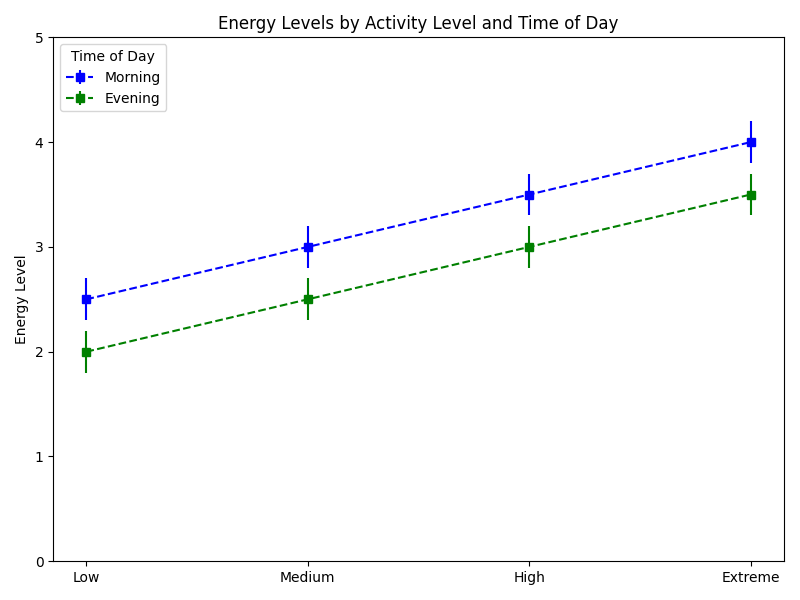 Energy Levels by Activity Level and Time of Day
5
4
3
2
1
0
Energy Level
Time of Day
Morning
Evening
Low
Medium
High
Extreme